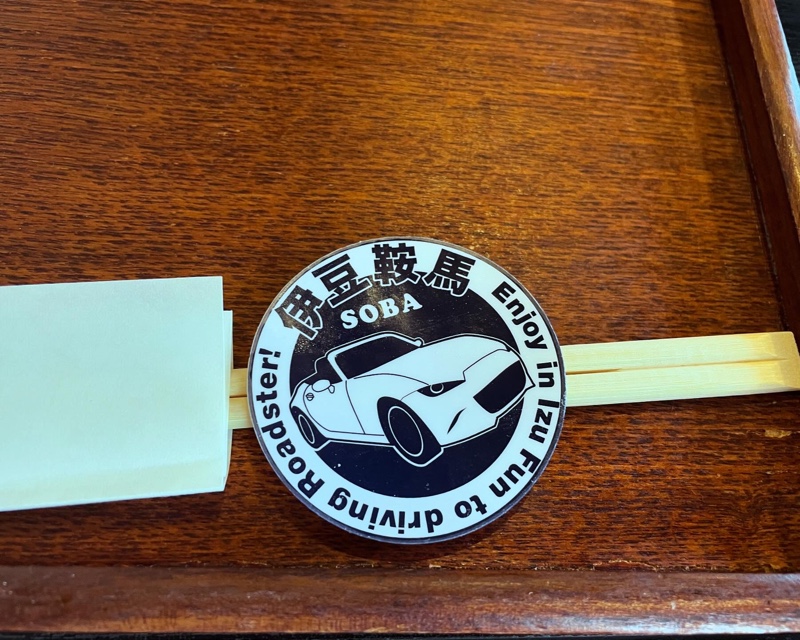 伊豆鞍馬
SOBA
Enjoy in Izu Fun to driving Roadster!